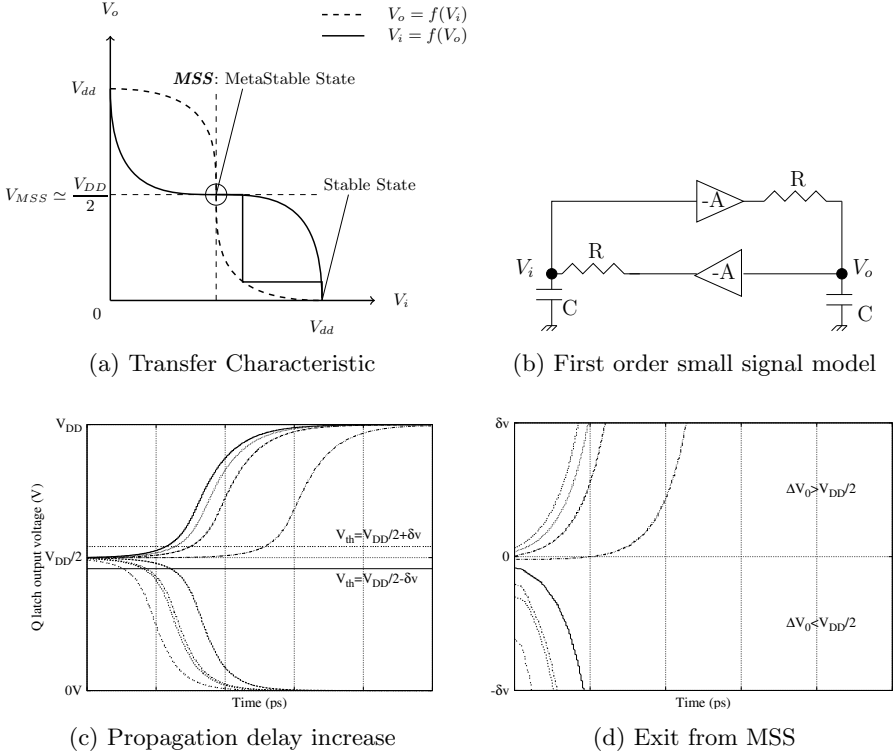 V_o
V_o = f(V_i)
V_i = f(V_o)
MSS: MetaStable State
V_dd
V_MSS ≃ V_DD/2
Stable State
0
V_dd
V_i
(a) Transfer Characteristic
-A
R
V_i
R
-A
V_o
C
C
(b) First order small signal model
Q latch output voltage (V)
V_DD
V_th=V_DD/2+δv
V_DD/2
V_th=V_DD/2-δv
0V
Time (ps)
(c) Propagation delay increase
δv
ΔV_0>V_DD/2
0
ΔV_0<V_DD/2
-δv
Time (ps)
(d) Exit from MSS